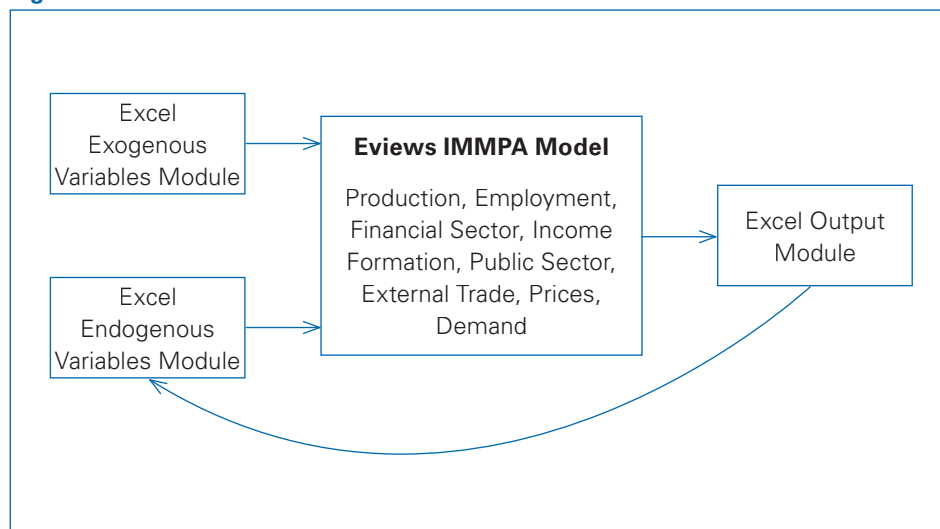 Excel
Exogenous
Variables Module
Eviews IMMPA Model
Production, Employment,
Financial Sector, Income
Formation, Public Sector,
External Trade, Prices,
Demand
Excel Output
Module
Excel
Endogenous
Variables Module